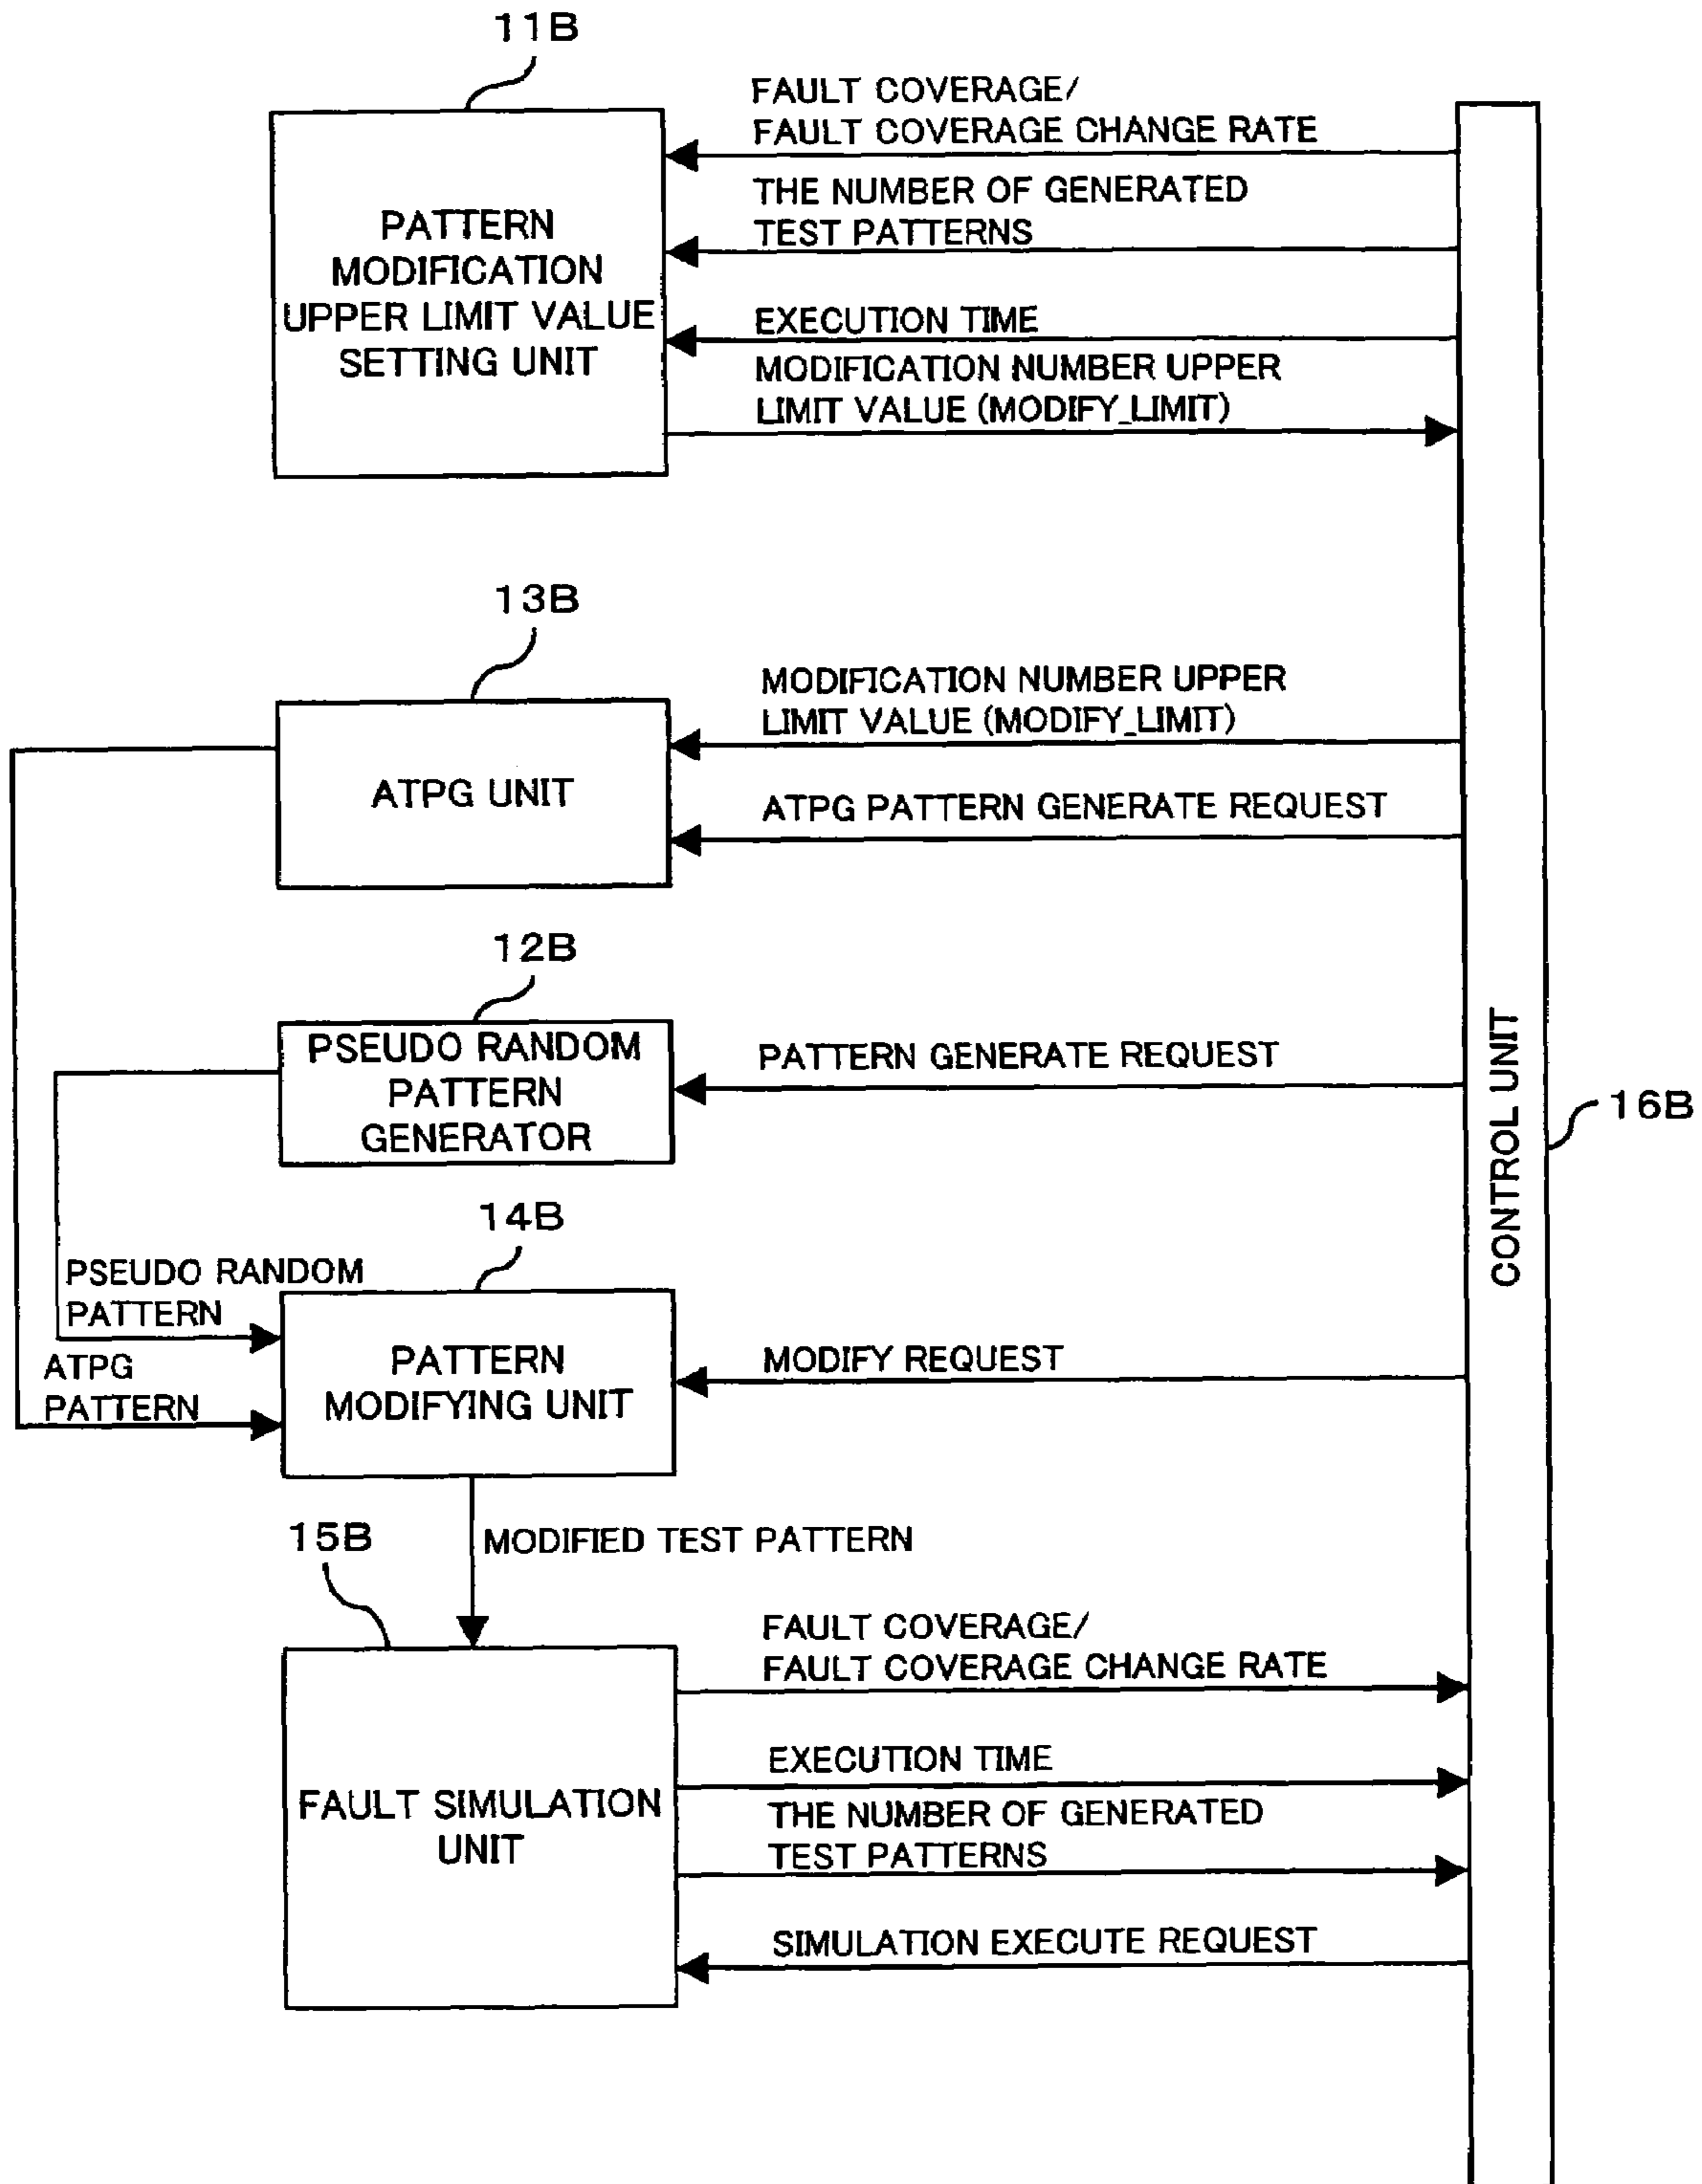 11B
FAULT COVERAGE/
FAULT COVERAGE CHANGE RATE
THE NUMBER OF GENERATED
TEST PATTERNS
PATTERN
MODIFICATION
UPPER LIMIT VALUE
SETTING UNIT
EXECUTION TIME
MODIFICATION NUMBER UPPER
LIMIT VALUE (MODIFY_LIMIT)
13B
MODIFICATION NUMBER UPPER
LIMIT VALUE (MODIFY_LIMIT)
ATPG UNIT
ATPG PATTERN GENERATE REQUEST
12B
PSEUDO RANDOM
PATTERN
GENERATOR
PATTERN GENERATE REQUEST
CONTROL UNIT
16B
14B
PSEUDO RANDOM
PATTERN
ATPG
PATTERN
PATTERN
MODIFYING UNIT
MODIFY REQUEST
15B
MODIFIED TEST PATTERN
FAULT COVERAGE/
FAULT COVERAGE CHANGE RATE
EXECUTION TIME
FAULT SIMULATION
UNIT
THE NUMBER OF GENERATED
TEST PATTERNS
SIMULATION EXECUTE REQUEST